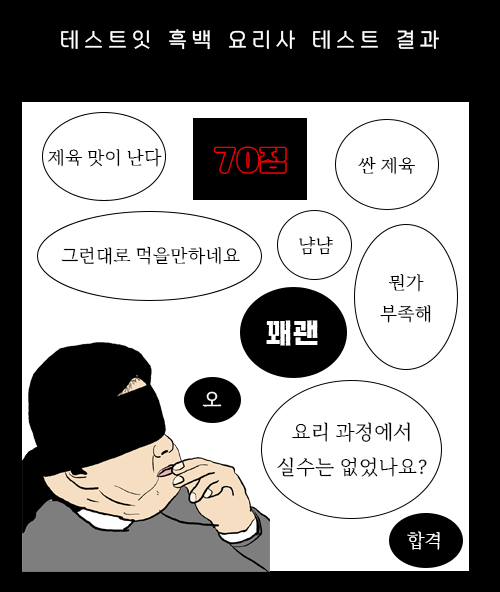 테스트잇 흑백 요리사 테스트 결과
제육 맛이 난다
70점
싼 제육
그런대로 먹을만하네요
냠냠
뭔가
부족해
꽤괜
오
요리 과정에서
실수는 없었나요?
합격